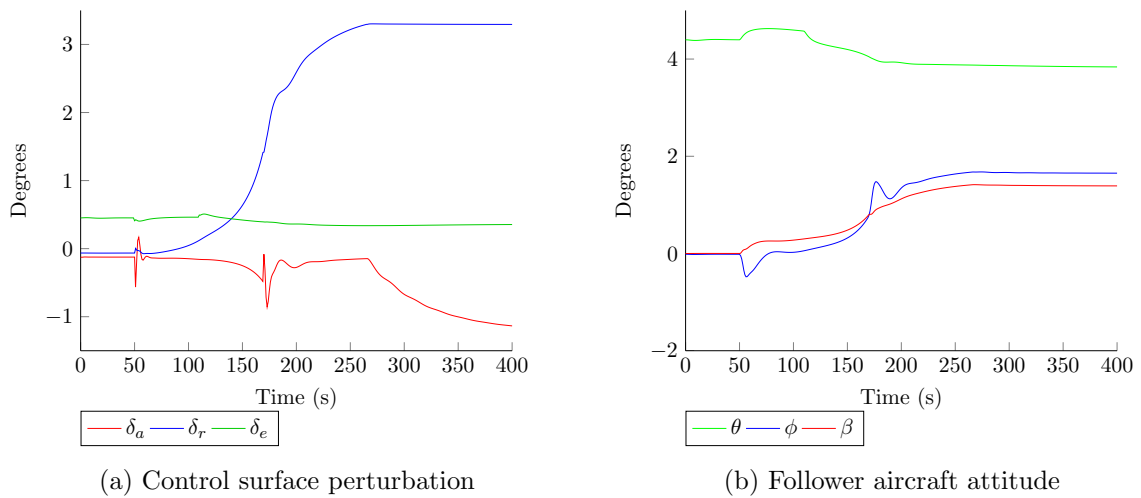 3
2
1
0
−1
Degrees
0 50 100 150 200 250 300 350 400
Time (s)
δa δr δe
(a) Control surface perturbation
4
2
0
−2
Degrees
0 50 100 150 200 250 300 350 400
Time (s)
θ ϕ β
(b) Follower aircraft attitude